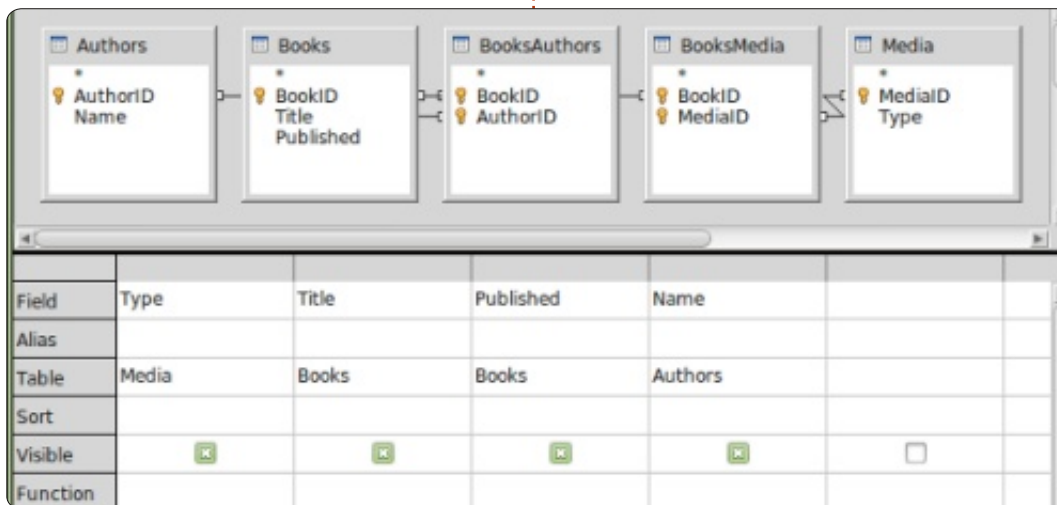 Authors
*
AuthorID
Name
Books
*
BookID
Title
Published
BooksAuthors
*
BookID
AuthorID
BooksMedia
*
BookID
MediaID
Media
*
MediaID
Type
Field Type Title Published Name
Alias
Table Media Books Books Authors
Sort
Visible
Function